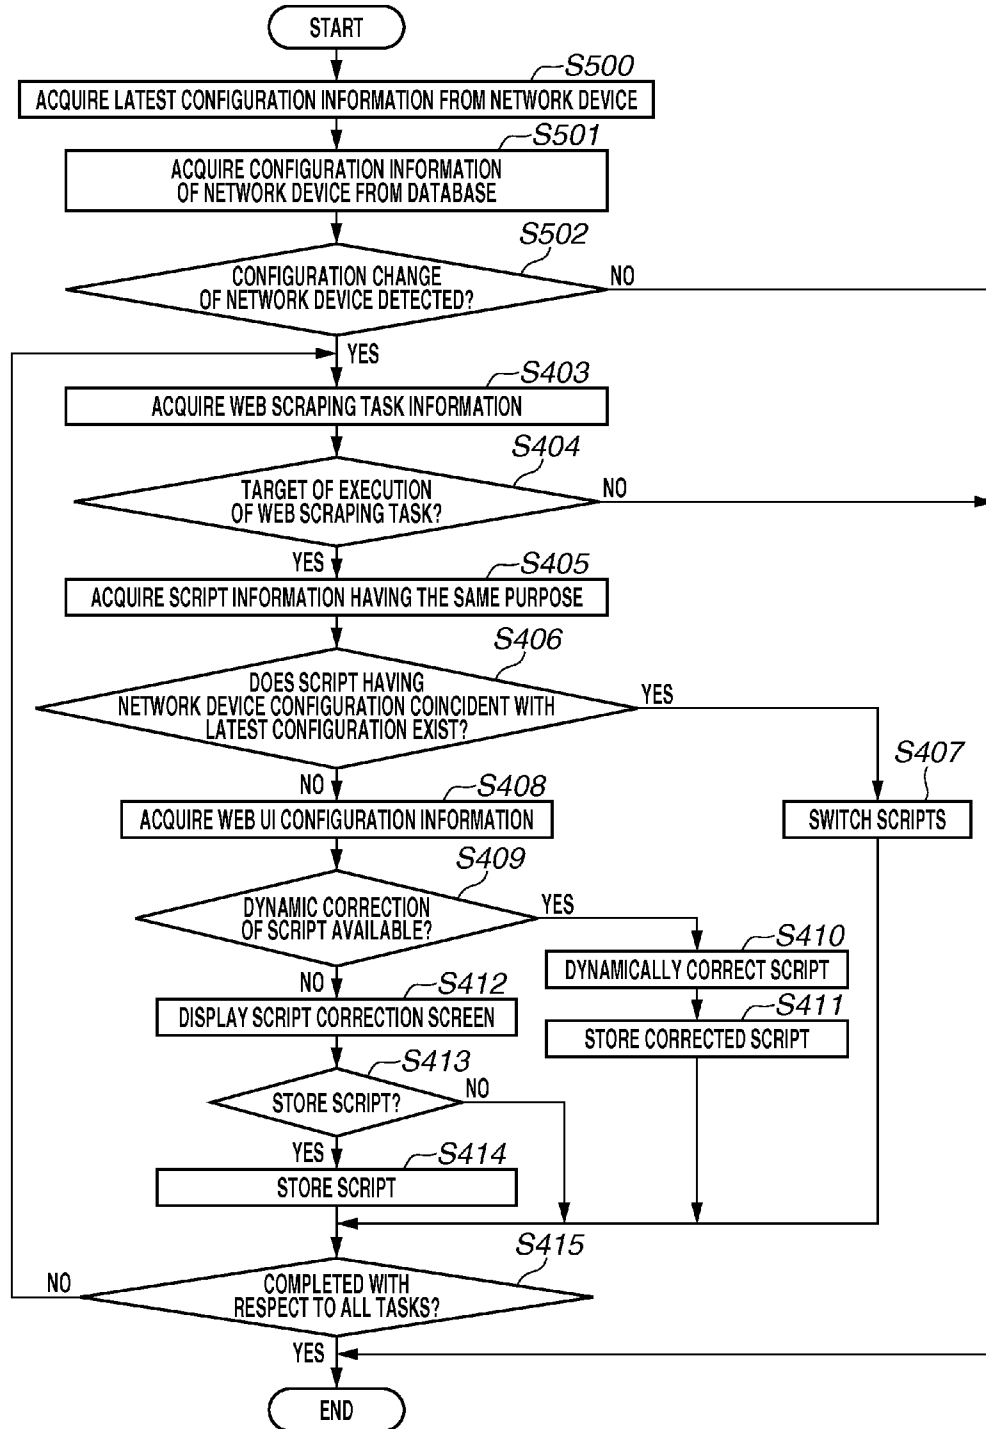 START
S500
ACQUIRE LATEST CONFIGURATION INFORMATION FROM NETWORK DEVICE
S501
ACQUIRE CONFIGURATION INFORMATION
OF NETWORK DEVICE FROM DATABASE
S502
CONFIGURATION CHANGE
OF NETWORK DEVICE DETECTED?
NO
YES
S403
ACQUIRE WEB SCRAPING TASK INFORMATION
S404
TARGET OF EXECUTION
OF WEB SCRAPING TASK?
NO
YES
S405
ACQUIRE SCRIPT INFORMATION HAVING THE SAME PURPOSE
S406
DOES SCRIPT HAVING
NETWORK DEVICE CONFIGURATION COINCIDENT WITH
LATEST CONFIGURATION EXIST?
YES
NO
S407
SWITCH SCRIPTS
S408
ACQUIRE WEB UI CONFIGURATION INFORMATION
S409
DYNAMIC CORRECTION
OF SCRIPT AVAILABLE?
YES
NO
S410
DYNAMICALLY CORRECT SCRIPT
S411
STORE CORRECTED SCRIPT
S412
DISPLAY SCRIPT CORRECTION SCREEN
S413
STORE SCRIPT?
NO
YES
S414
STORE SCRIPT
S415
COMPLETED WITH
RESPECT TO ALL TASKS?
NO
YES
END